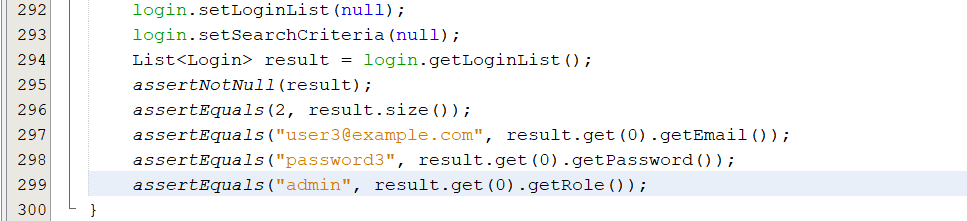 292 login.setLoginList(null);
293 login.setSearchCriteria(null);
294 List<Login> result = login.getLoginList();
295 assertNotNull(result);
296 assertEquals(2, result.size());
297 assertEquals("user3@example.com", result.get(0).getEmail());
298 assertEquals("password3", result.get(0).getPassword());
299 assertEquals("admin", result.get(0).getRole());
300 }